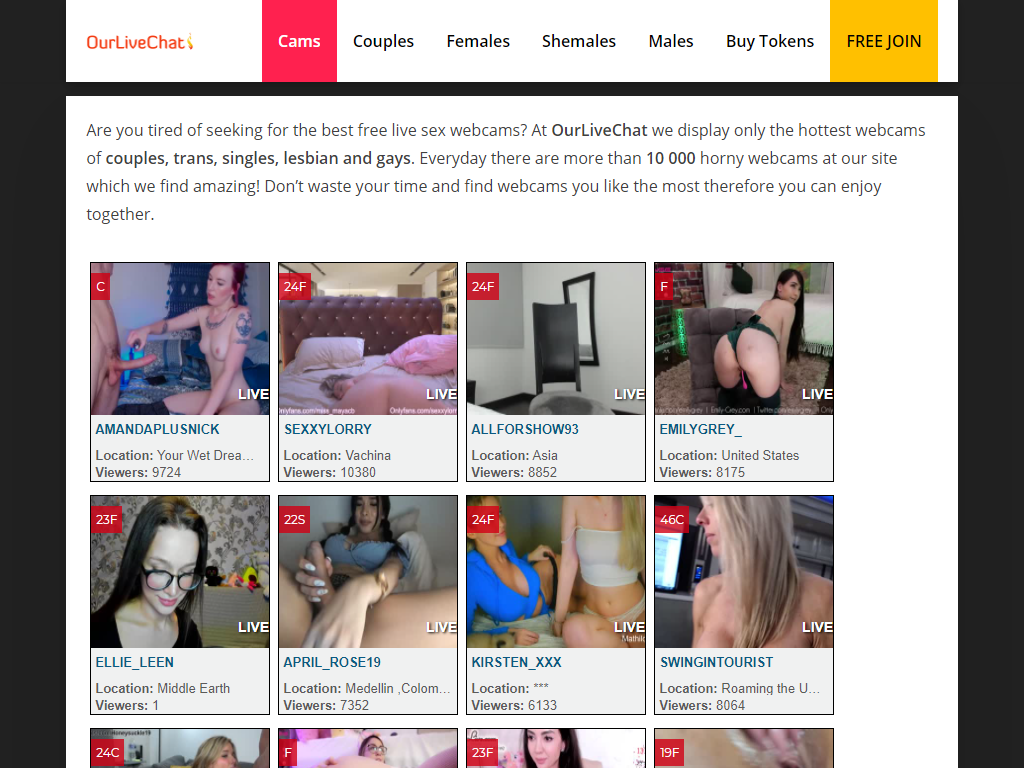 OurLiveChat
Cams
Couples
Females
Shemales
Males
Buy Tokens
FREE JOIN
Are you tired of seeking for the best free live sex webcams? At OurLiveChat we display only the hottest webcams
of couples, trans, singles, lesbian and gays. Everyday there are more than 10 000 horny webcams at our site
which we find amazing! Don’t waste your time and find webcams you like the most therefore you can enjoy
together.
C
LIVE
AMANDAPLUSNICK
Location: Your Wet Drea…
Viewers: 9724
24F
Onlyfans.com/sexxylorr
LIVE
SEXXYLORRY
Location: Vachina
Viewers: 10380
24F
LIVE
ALLFORSHOW93
Location: Asia
Viewers: 8852
F
LIVE
EMILYGREY_
Location: United States
Viewers: 8175
23F
LIVE
ELLIE_LEEN
Location: Middle Earth
Viewers: 1
22S
LIVE
APRIL_ROSE19
Location: Medellin ,Colom…
Viewers: 7352
24F
LIVE
KIRSTEN_XXX
Location: ***
Viewers: 6133
46C
LIVE
SWINGINTOURIST
Location: Roaming the U…
Viewers: 8064
24C
F
23F
19F